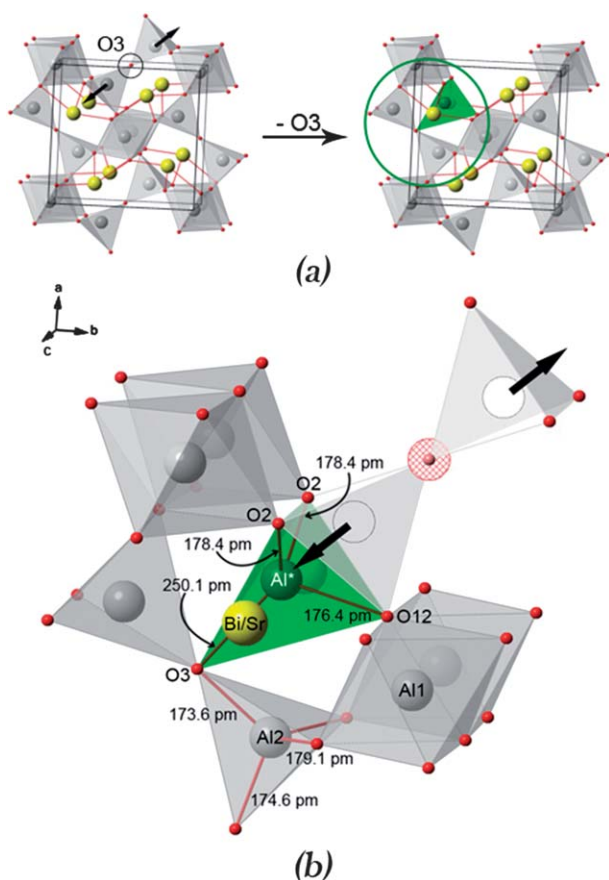 O3
- O3
(a)
a
b
c
178.4 pm
O2
O2
178.4 pm
Al*
250.1 pm
176.4 pm
Bi/Sr
O12
O3
Al1
173.6 pm
Al2
179.1 pm
174.6 pm
(b)